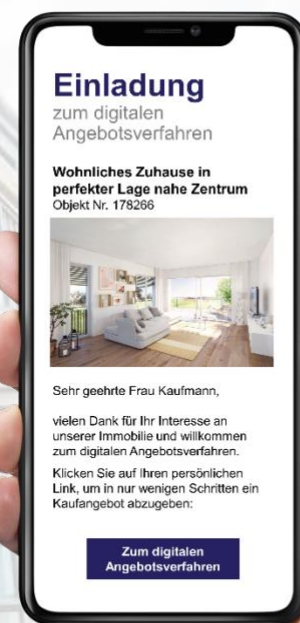 Einladung
zum digitalen
Angebotsverfahren
Wohnliches Zuhause in
perfekter Lage nahe Zentrum
Objekt Nr. 178266
Sehr geehrte Frau Kaufmann,
vielen Dank für Ihr Interesse an
unserer Immobilie und willkommen
zum digitalen Angebotsverfahren.
Klicken Sie auf Ihren persönlichen
Link, um in nur wenigen Schritten ein
Kaufangebot abzugeben:
Zum digitalen
Angebotsverfahren